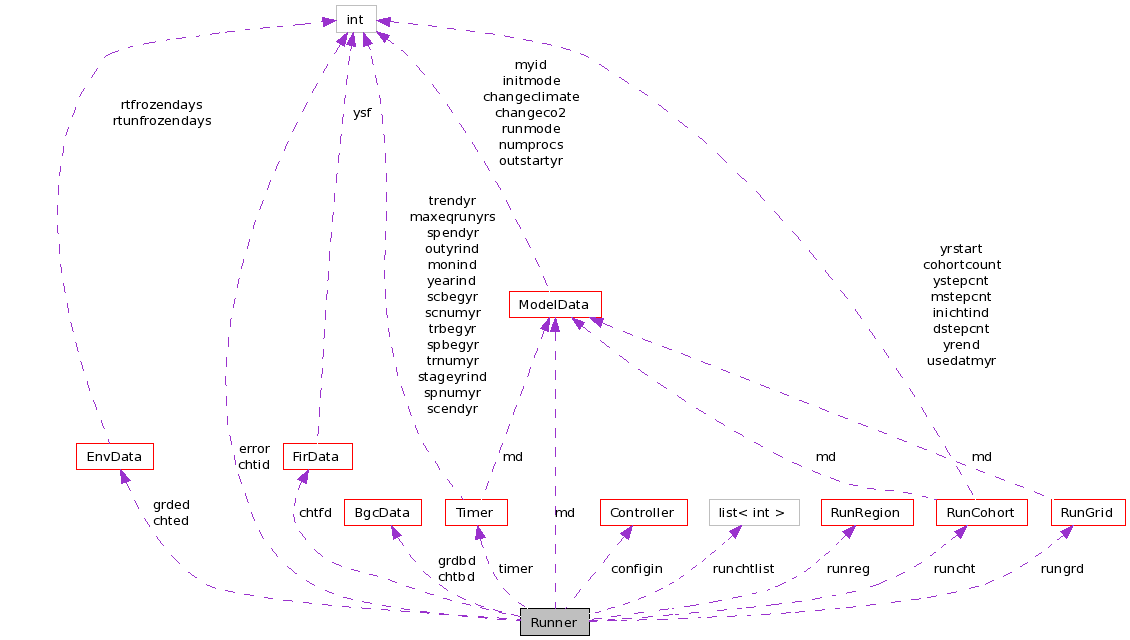 int
myid
initmode
changeclimate
changeco2
runmode
numprocs
outstartyr
rtfrozendays
rtunfrozendays
ysf
trendyr
maxeqrunyrs
spendyr
outyrind
monind
yearind
scbegyr
scnumyr
trbegyr
spbegyr
trnumyr
stageyrind
spnumyr
scendyr
yrstart
cohortcount
ystepcnt
mstepcnt
inichtind
dstepcnt
yrend
usedatmyr
ModelData
EnvData
error
chtid
FirData
md
md
md
grded
chted
chtfd
BgcData
Timer
md
Controller
list< int >
RunRegion
RunCohort
RunGrid
grdbd
chtbd
timer
configin
runchtlist
runreg
runcht
rungrd
Runner